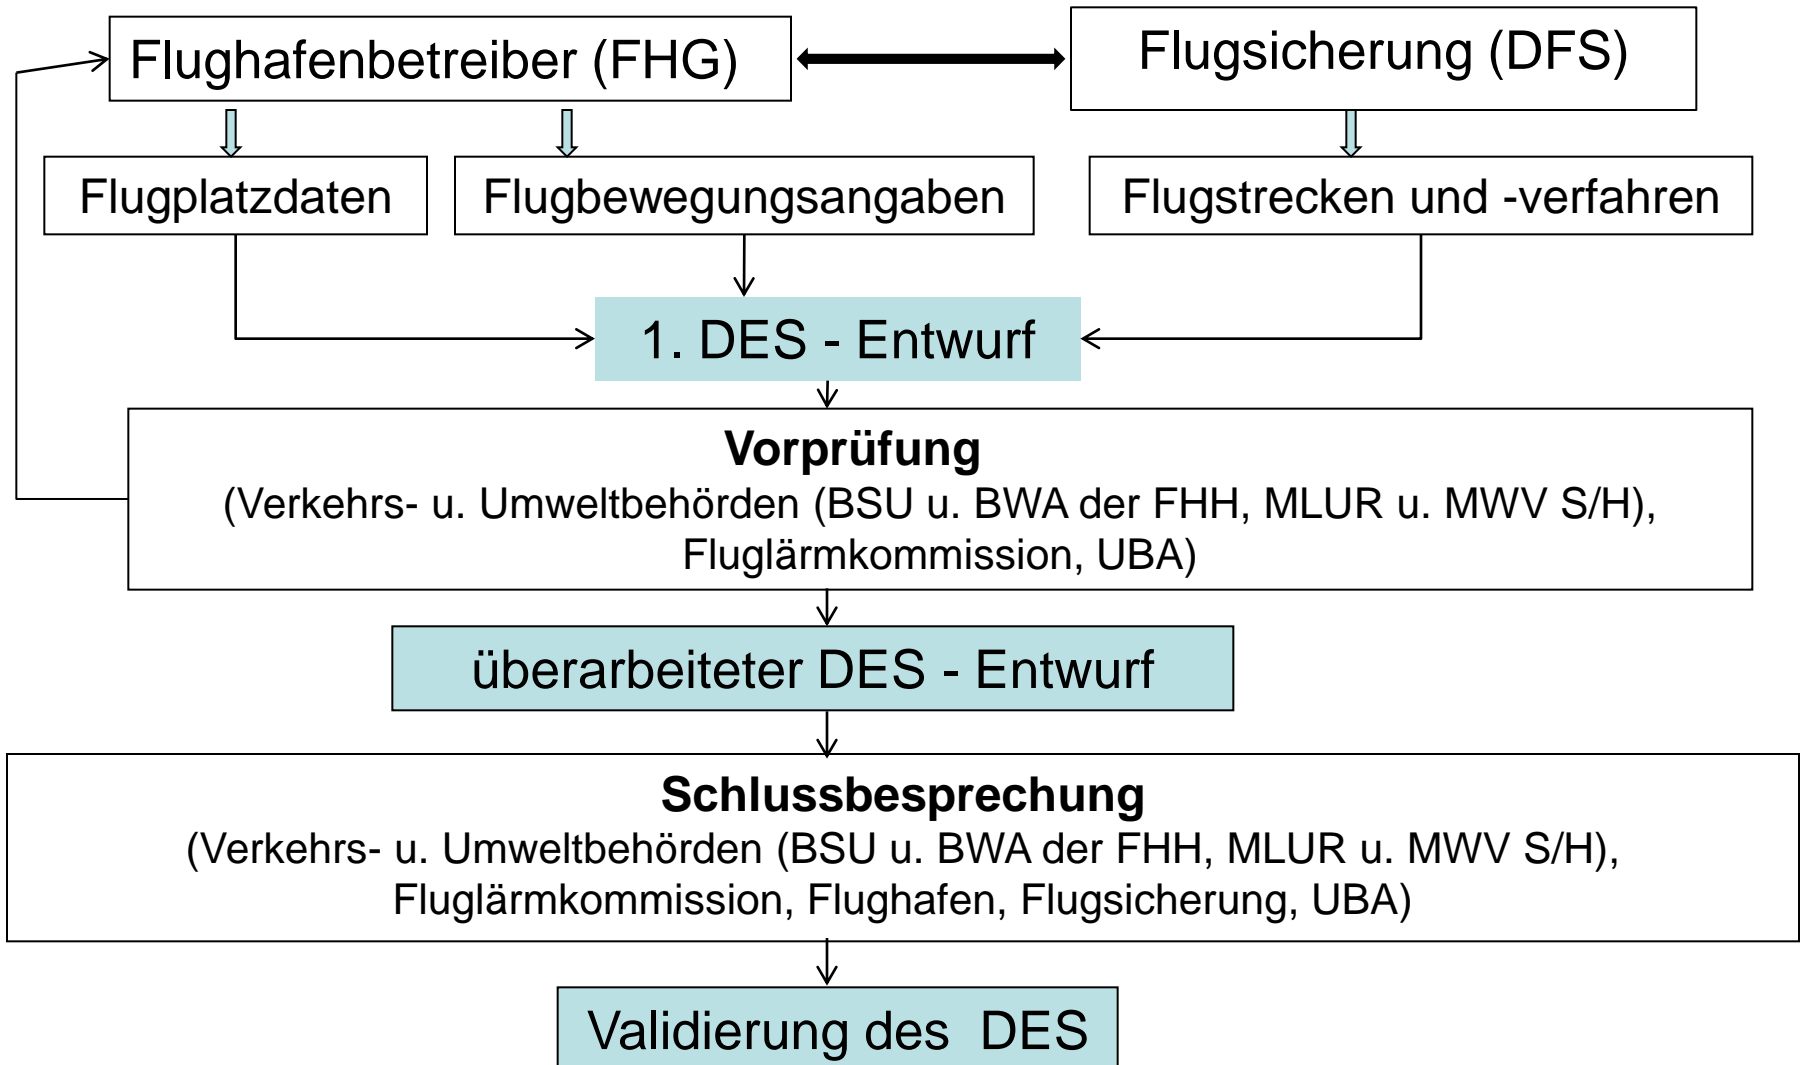 Flughafenbetreiber (FHG)
Flugsicherung (DFS)
Flugplatzdaten
Flugbewegungsangaben
Flugstrecken und -verfahren
1. DES - Entwurf
Vorprüfung
(Verkehrs- u. Umweltbehörden (BSU u. BWA der FHH, MLUR u. MWV S/H),
Fluglärmkommission, UBA)
überarbeiteter DES - Entwurf
Schlussbesprechung
(Verkehrs- u. Umweltbehörden (BSU u. BWA der FHH, MLUR u. MWV S/H),
Fluglärmkommission, Flughafen, Flugsicherung, UBA)
Validierung des  DES